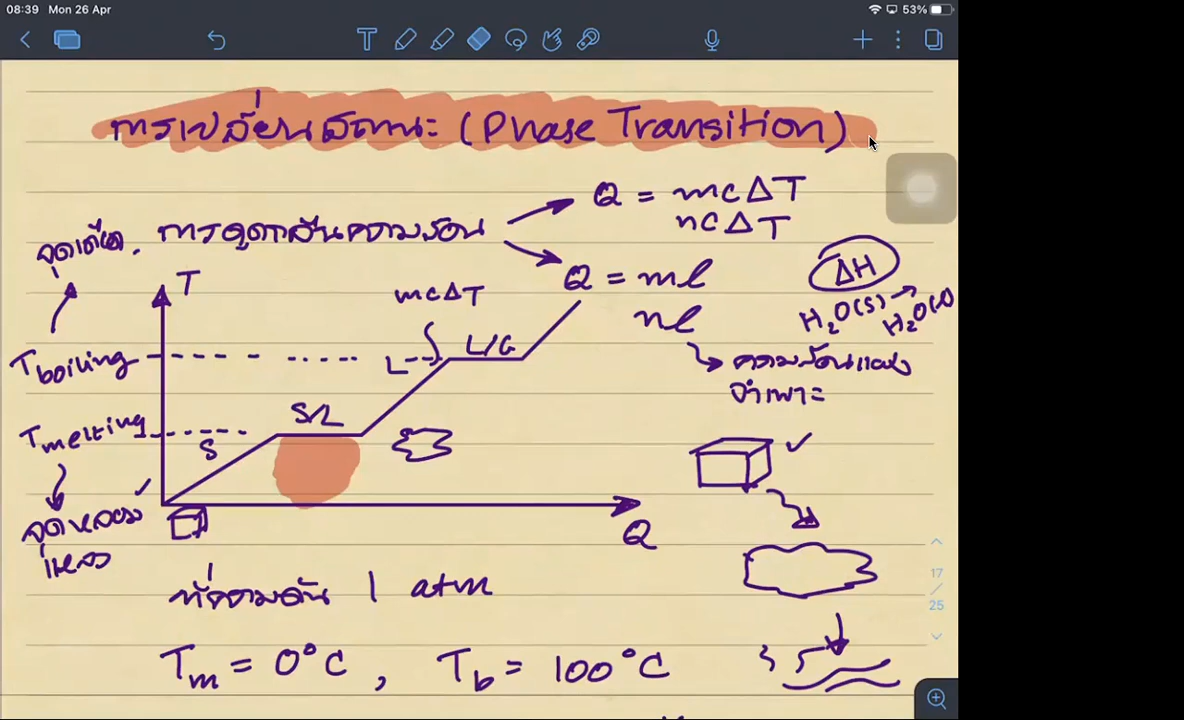 08:39 Mon 26 Apr
53%
การเปลี่ยนสถานะ (Phase Transition)
Q = mcΔT
ncΔT
จุดเดือด.
การดูดกลืนความร้อน
Q = ml
nl
ΔH
H₂O(s) →
H₂O(l)
T
mcΔT
ความร้อนแฝง
จำเพาะ
Tboiling
L
L/G
Tmelting
S
S/L
จุดหลอม
เหลว
Q
17
/
25
ที่ความดัน 1 atm
Tm = 0°C , Tb = 100°C